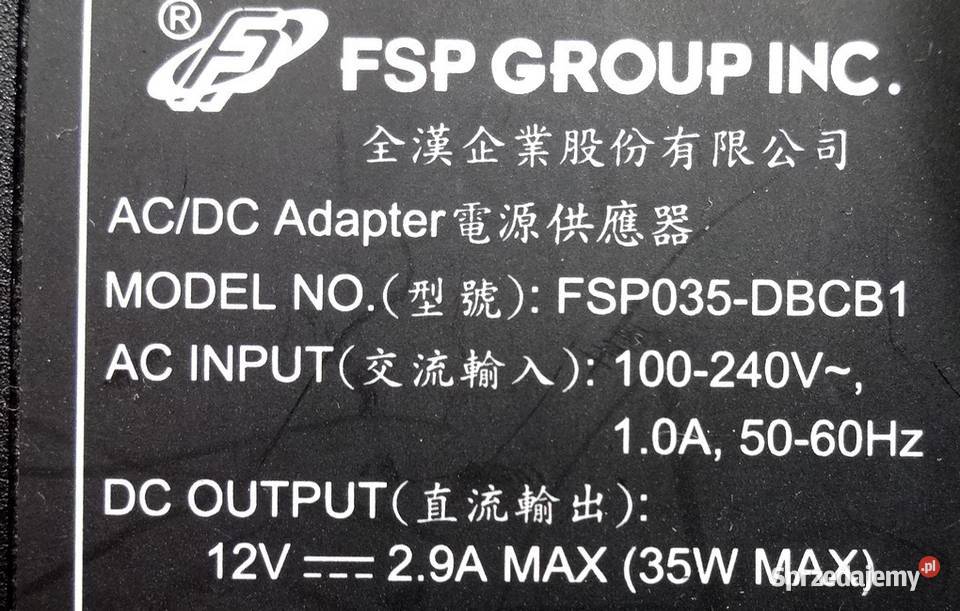 ®
FSP GROUP INC.
全漢企業股份有限公司
AC/DC Adapter電源供應器
MODEL NO.(型號): FSP035-DBCB1
AC INPUT(交流輸入): 100-240V~,
1.0A, 50-60Hz
DC OUTPUT(直流輸出):
12V ⎓ 2.9A MAX (35W MAX)
Sprzedajemy.pl